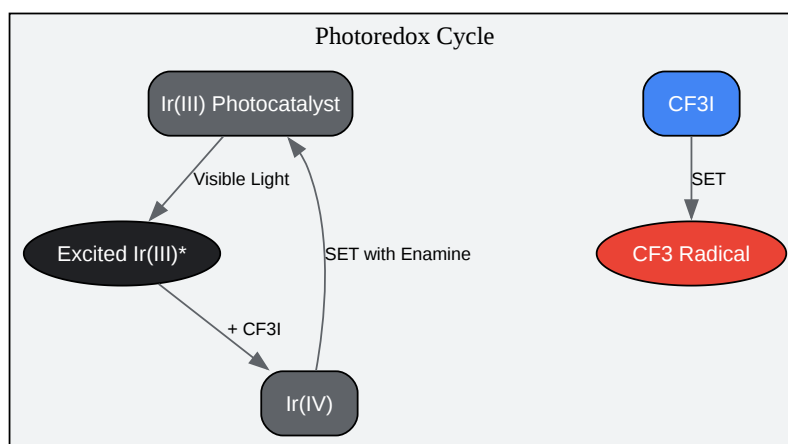 Photoredox Cycle
Ir(III) Photocatalyst
CF3I
Visible Light
SET
Excited Ir(III)*
SET with Enamine
CF3 Radical
+ CF3I
Ir(IV)